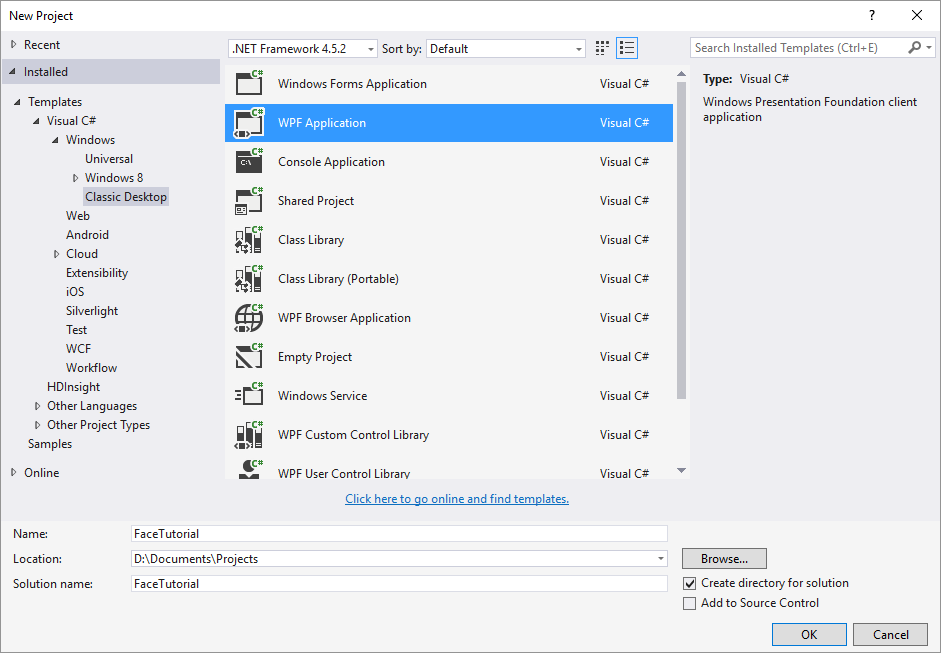 New Project
?
Recent
.NET Framework 4.5.2
Sort by:
Default
Search Installed Templates (Ctrl+E)
Installed
Templates
Visual C#
Windows
Universal
Windows 8
Classic Desktop
Web
Android
Cloud
Extensibility
iOS
Silverlight
Test
WCF
Workflow
HDInsight
Other Languages
Other Project Types
Samples
Online
Windows Forms Application Visual C#
WPF Application Visual C#
Console Application Visual C#
Shared Project Visual C#
Class Library Visual C#
Class Library (Portable) Visual C#
WPF Browser Application Visual C#
Empty Project Visual C#
Windows Service Visual C#
WPF Custom Control Library Visual C#
WPF User Control Library Visual C#
Click here to go online and find templates.
Type: Visual C#
Windows Presentation Foundation client
application
Name: FaceTutorial
Location: D:\Documents\Projects
Browse...
Solution name: FaceTutorial
Create directory for solution
Add to Source Control
OK
Cancel